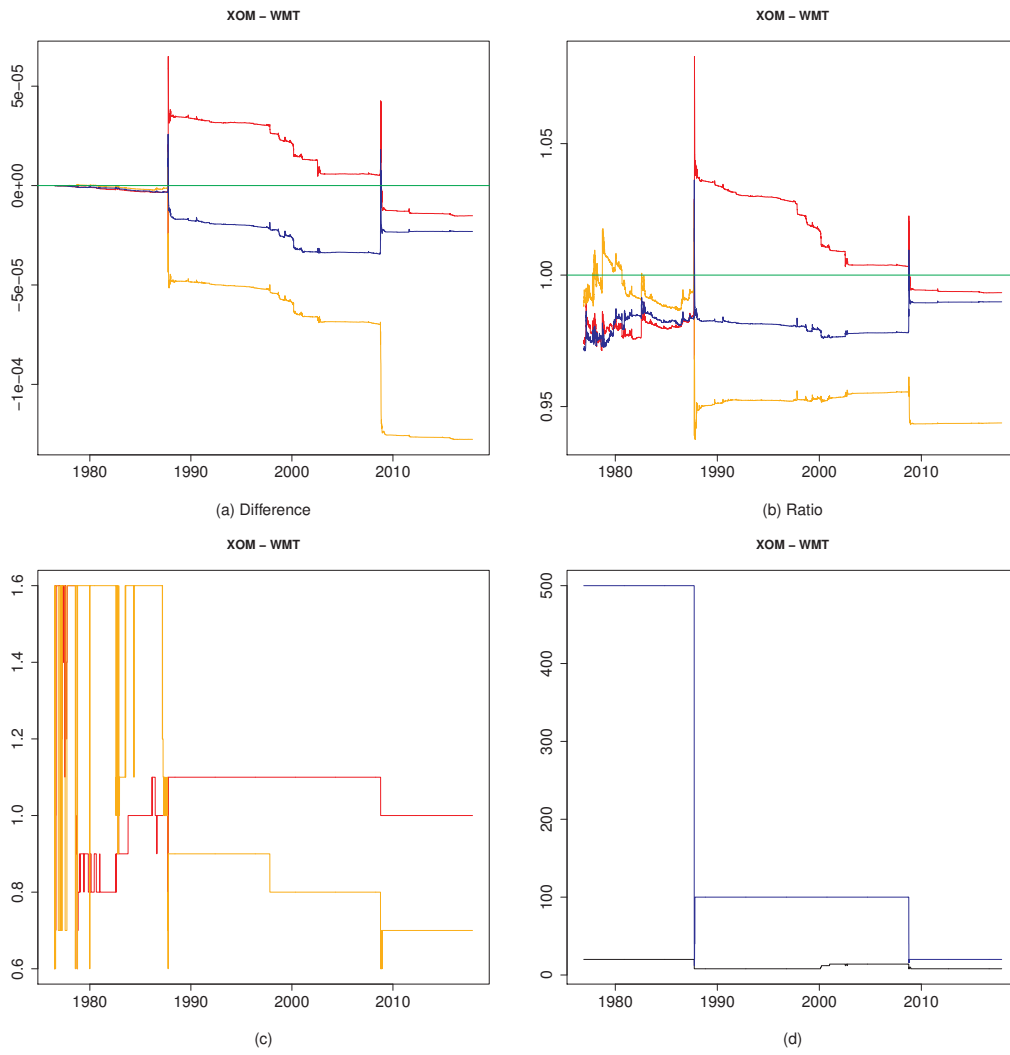 XOM – WMT
5e−05
0e+00
−5e−05
−1e−04
1980 1990 2000 2010
(a) Difference
XOM – WMT
1.05
1.00
0.95
1980 1990 2000 2010
(b) Ratio
XOM – WMT
1.6
1.4
1.2
1.0
0.8
0.6
1980 1990 2000 2010
(c)
XOM – WMT
500
400
300
200
100
0
1980 1990 2000 2010
(d)